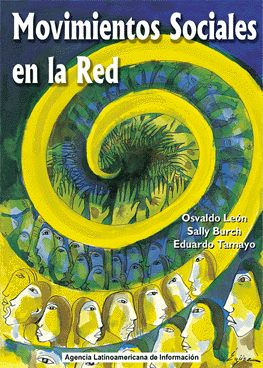 Movimientos Sociales
en la Red
Osvaldo León
Sally Burch
Eduardo Tamayo
Agencia Latinoamericana de Información